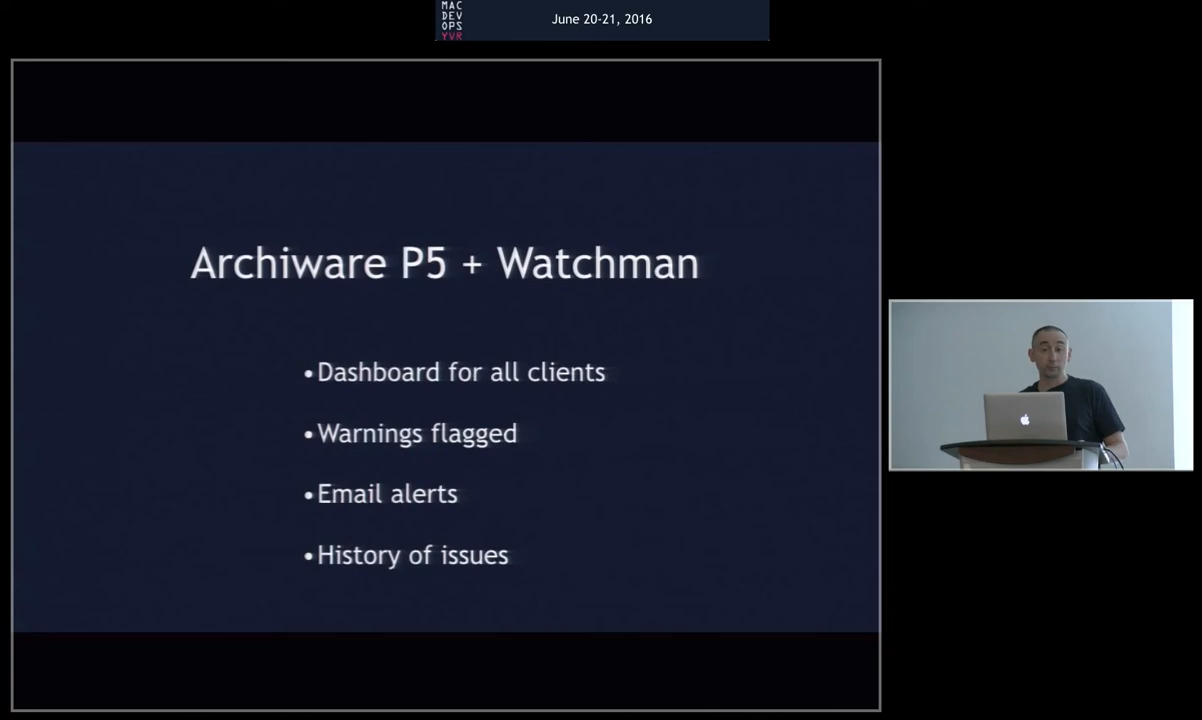 MAC
DEV
OPS
YVR
June 20-21, 2016
Archiware P5 + Watchman
•Dashboard for all clients
•Warnings flagged
•Email alerts
•History of issues